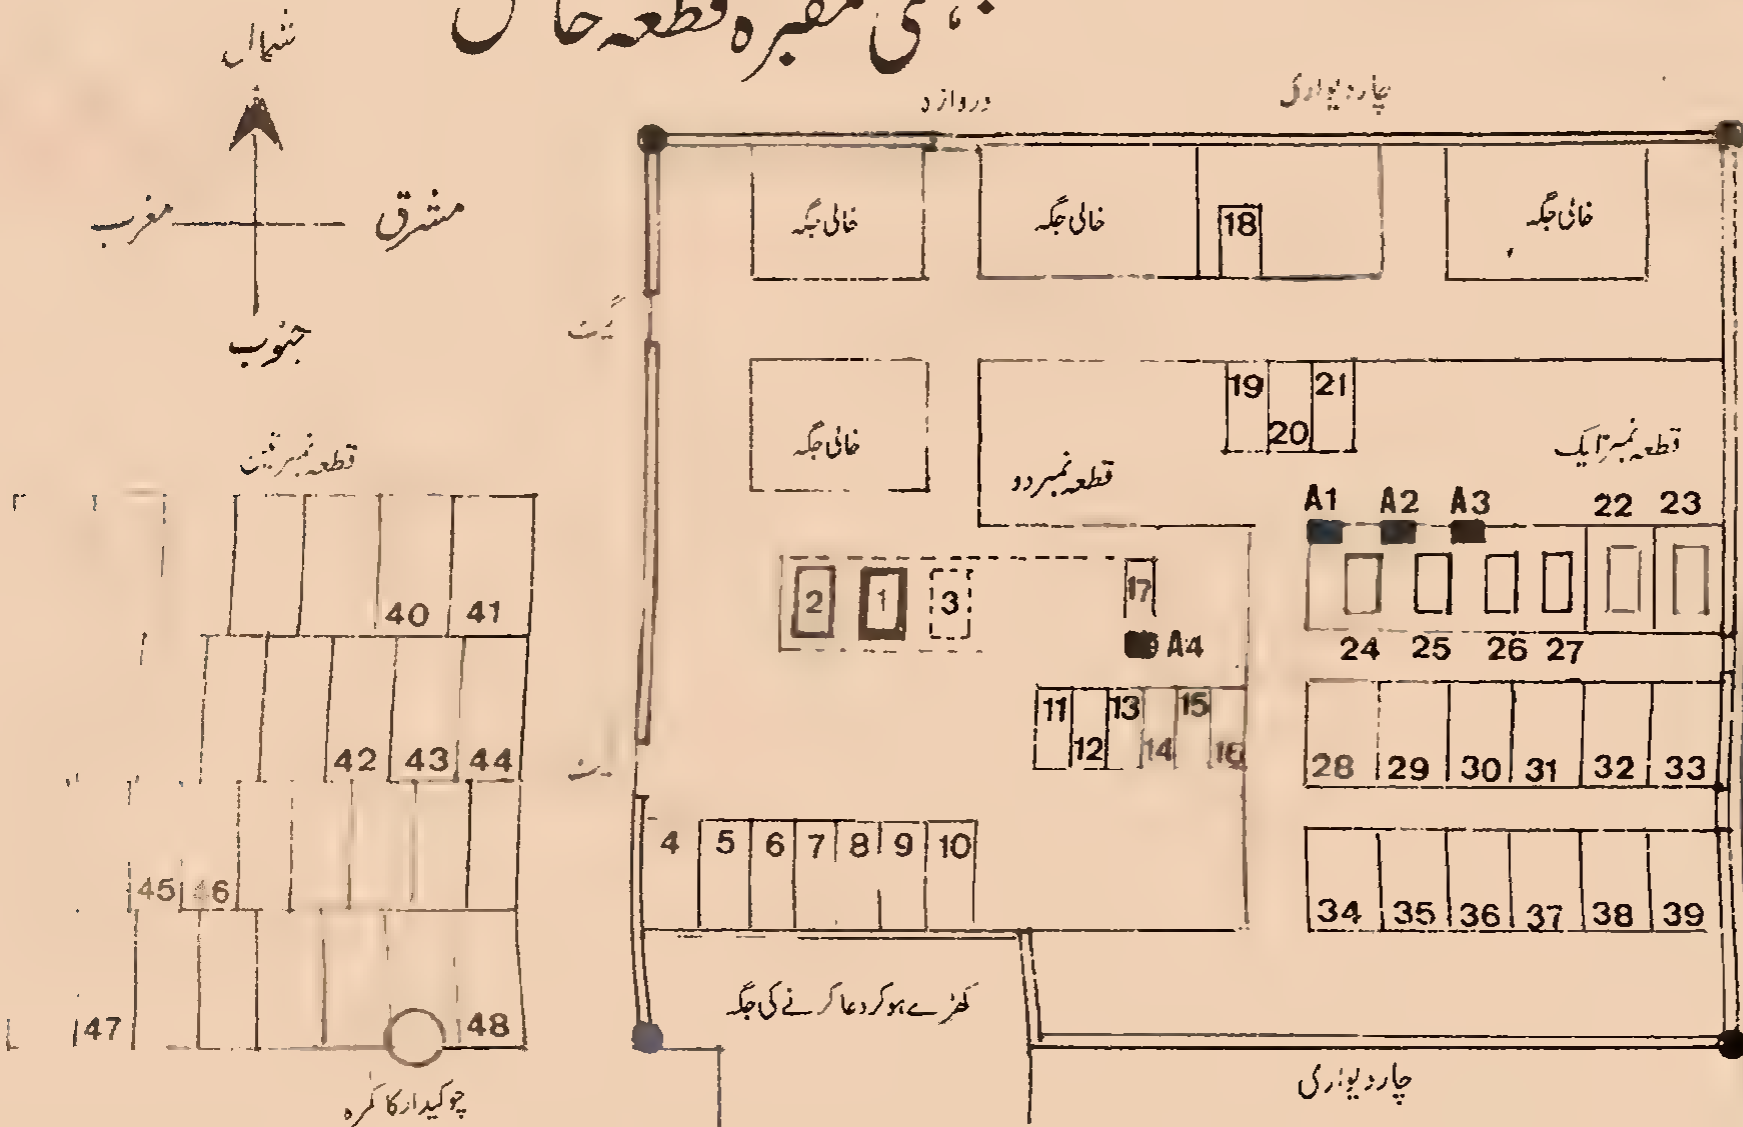 مقبرہ قطعہ خاص
شمال
دروازہ
چار دیواری
مغرب
مشرق
خالی جگہ
خالی جگہ
18
خالی جگہ
گیٹ
جنوب
19 20 21
خالی جگہ
قطعہ نمبر دو
قطعہ نمبر ایک
قطعہ نمبر تین
A1 A2 A3 22 23
2 1 3 17
40 41
A4
24 25 26 27
11 12 13 14 15 16
42 43 44
28 29 30 31 32 33
4 5 6 7 8 9 10
45 46
34 35 36 37 38 39
کھڑے ہو کر دعا کرنے کی جگہ
47 48
چوکیدار کا کمرہ
چار دیواری